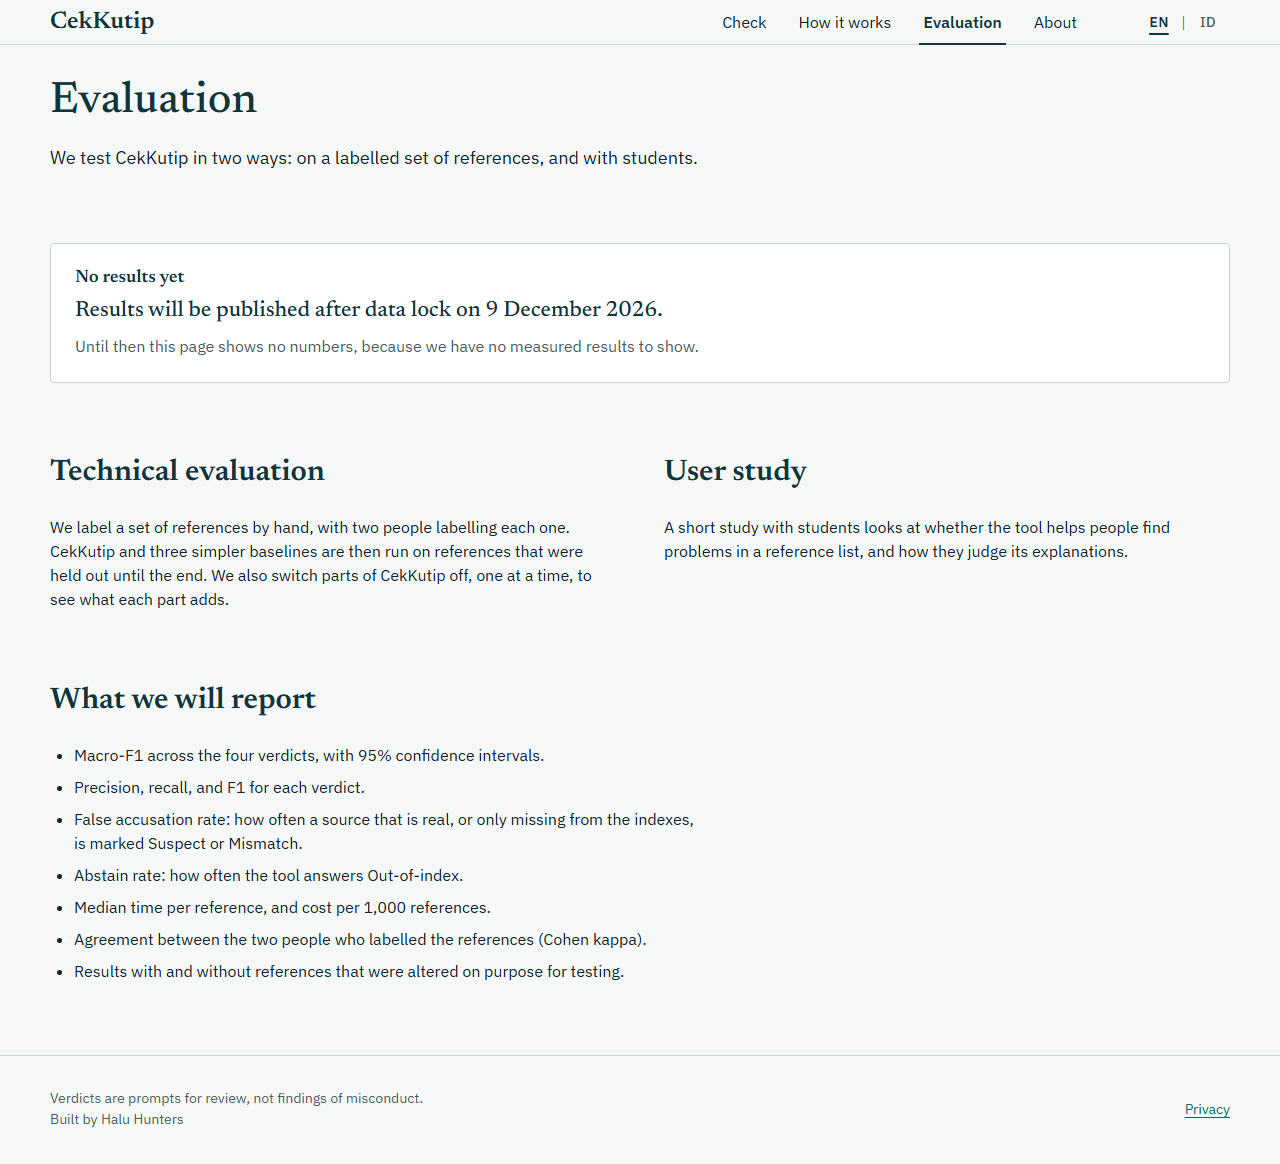 CekKutip
Check
How it works
Evaluation
About
EN | ID
Evaluation
We test CekKutip in two ways: on a labelled set of references, and with students.
No results yet
Results will be published after data lock on 9 December 2026.
Until then this page shows no numbers, because we have no measured results to show.
Technical evaluation
We label a set of references by hand, with two people labelling each one.
CekKutip and three simpler baselines are then run on references that were
held out until the end. We also switch parts of CekKutip off, one at a time, to
see what each part adds.
User study
A short study with students looks at whether the tool helps people find
problems in a reference list, and how they judge its explanations.
What we will report
• Macro-F1 across the four verdicts, with 95% confidence intervals.
• Precision, recall, and F1 for each verdict.
• False accusation rate: how often a source that is real, or only missing from the indexes,
is marked Suspect or Mismatch.
• Abstain rate: how often the tool answers Out-of-index.
• Median time per reference, and cost per 1,000 references.
• Agreement between the two people who labelled the references (Cohen kappa).
• Results with and without references that were altered on purpose for testing.
Verdicts are prompts for review, not findings of misconduct.
Built by Halu Hunters
Privacy